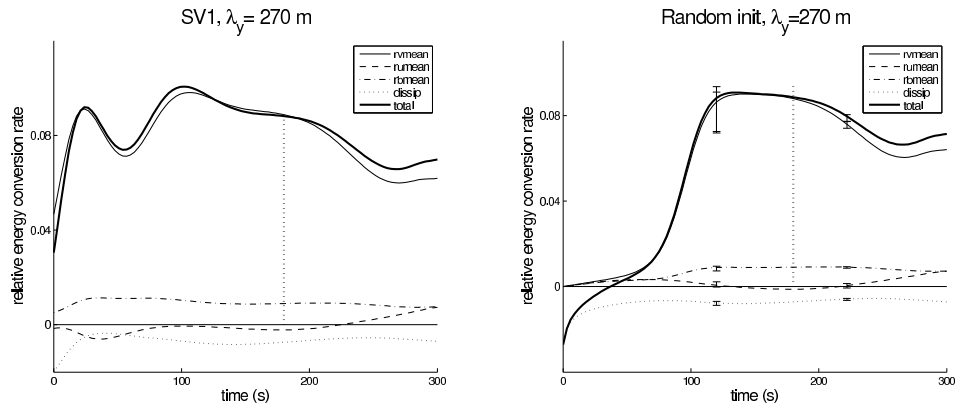 SV1, λy= 270 m
relative energy conversion rate
0.08
0.04
0
0
100
200
300
time (s)
rvmean
rumean
rbmean
dissip
total
Random init, λy=270 m
relative energy conversion rate
0.08
0.04
0
0
100
200
300
time (s)
rvmean
rumean
rbmean
dissip
total